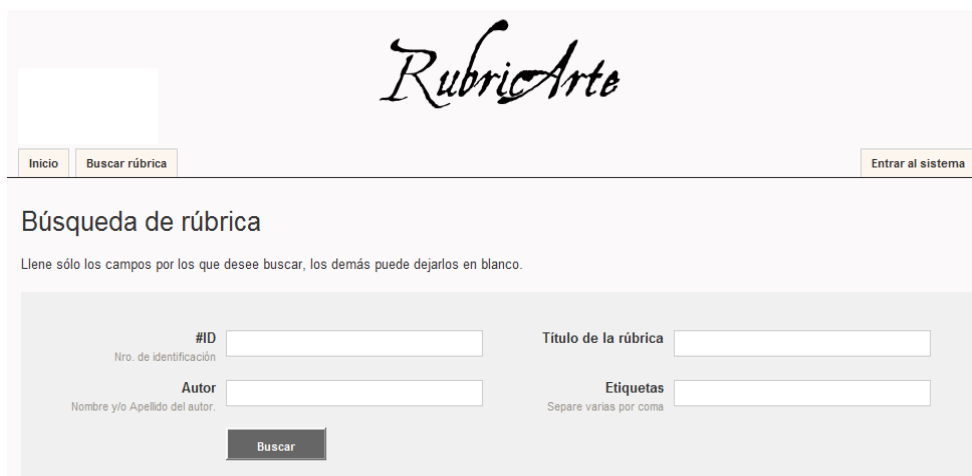 RubricArte
Inicio
Buscar rúbrica
Entrar al sistema
Búsqueda de rúbrica
Llene sólo los campos por los que desee buscar, los demás puede dejarlos en blanco.
#ID
Nro. de identificación
Título de la rúbrica
Autor
Nombre y/o Apellido del autor.
Etiquetas
Separe varias por coma
Buscar